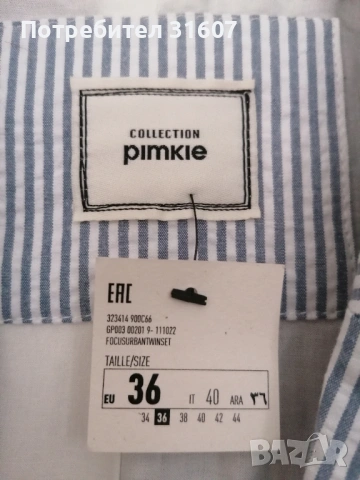 Потребител 31607
COLLECTION
pimkie
EAC
323414 900C66
GP003 00201 9- 111022
FOCUSURBANTWINSET
TAILLE/SIZE
EU 36 IT 40 ARA ٣٦
34 36 38 40 42 44
BAZAR